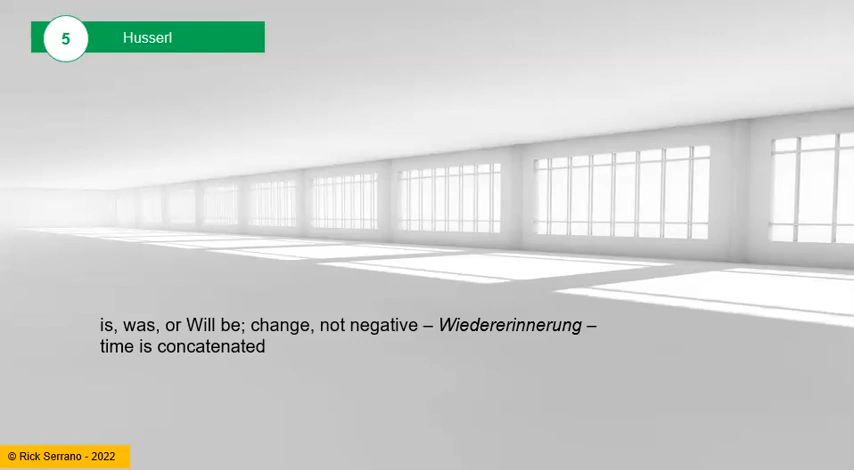 5
Husserl
is, was, or Will be; change, not negative – Wiedererinnerung –
time is concatenated
© Rick Serrano - 2022